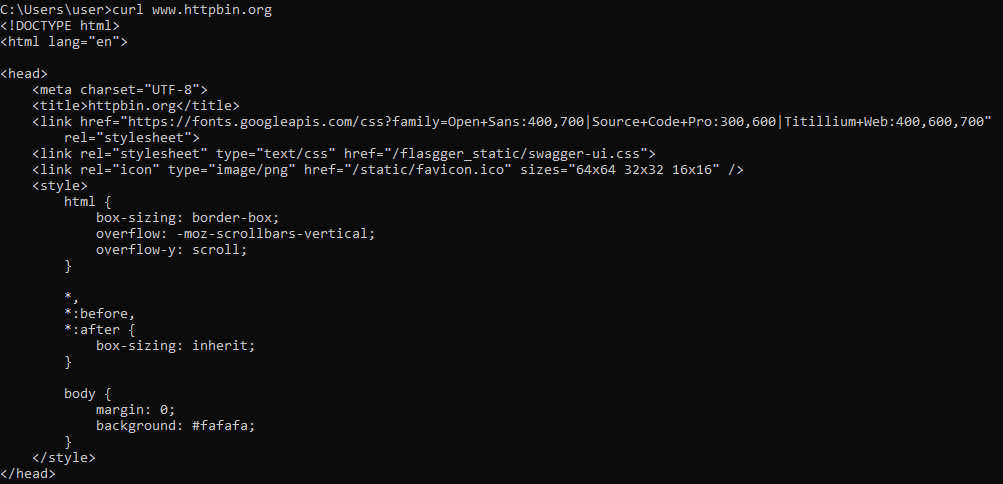 C:\Users\user>curl www.httpbin.org
<!DOCTYPE html>
<html lang="en">

<head>
    <meta charset="UTF-8">
    <title>httpbin.org</title>
    <link href="https://fonts.googleapis.com/css?family=Open+Sans:400,700|Source+Code+Pro:300,600|Titillium+Web:400,600,700"
        rel="stylesheet">
    <link rel="stylesheet" type="text/css" href="/flasgger_static/swagger-ui.css">
    <link rel="icon" type="image/png" href="/static/favicon.ico" sizes="64x64 32x32 16x16" />
    <style>
        html {
            box-sizing: border-box;
            overflow: -moz-scrollbars-vertical;
            overflow-y: scroll;
        }

        *,
        *:before,
        *:after {
            box-sizing: inherit;
        }

        body {
            margin: 0;
            background: #fafafa;
        }
    </style>
</head>